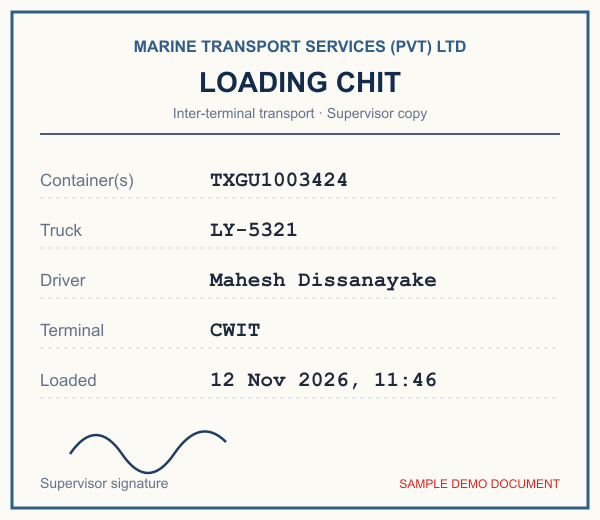 MARINE TRANSPORT SERVICES (PVT) LTD
LOADING CHIT
Inter-terminal transport · Supervisor copy
Container(s) TXGU1003424
Truck LY-5321
Driver Mahesh Dissanayake
Terminal CWIT
Loaded 12 Nov 2026, 11:46
Supervisor signature SAMPLE DEMO DOCUMENT